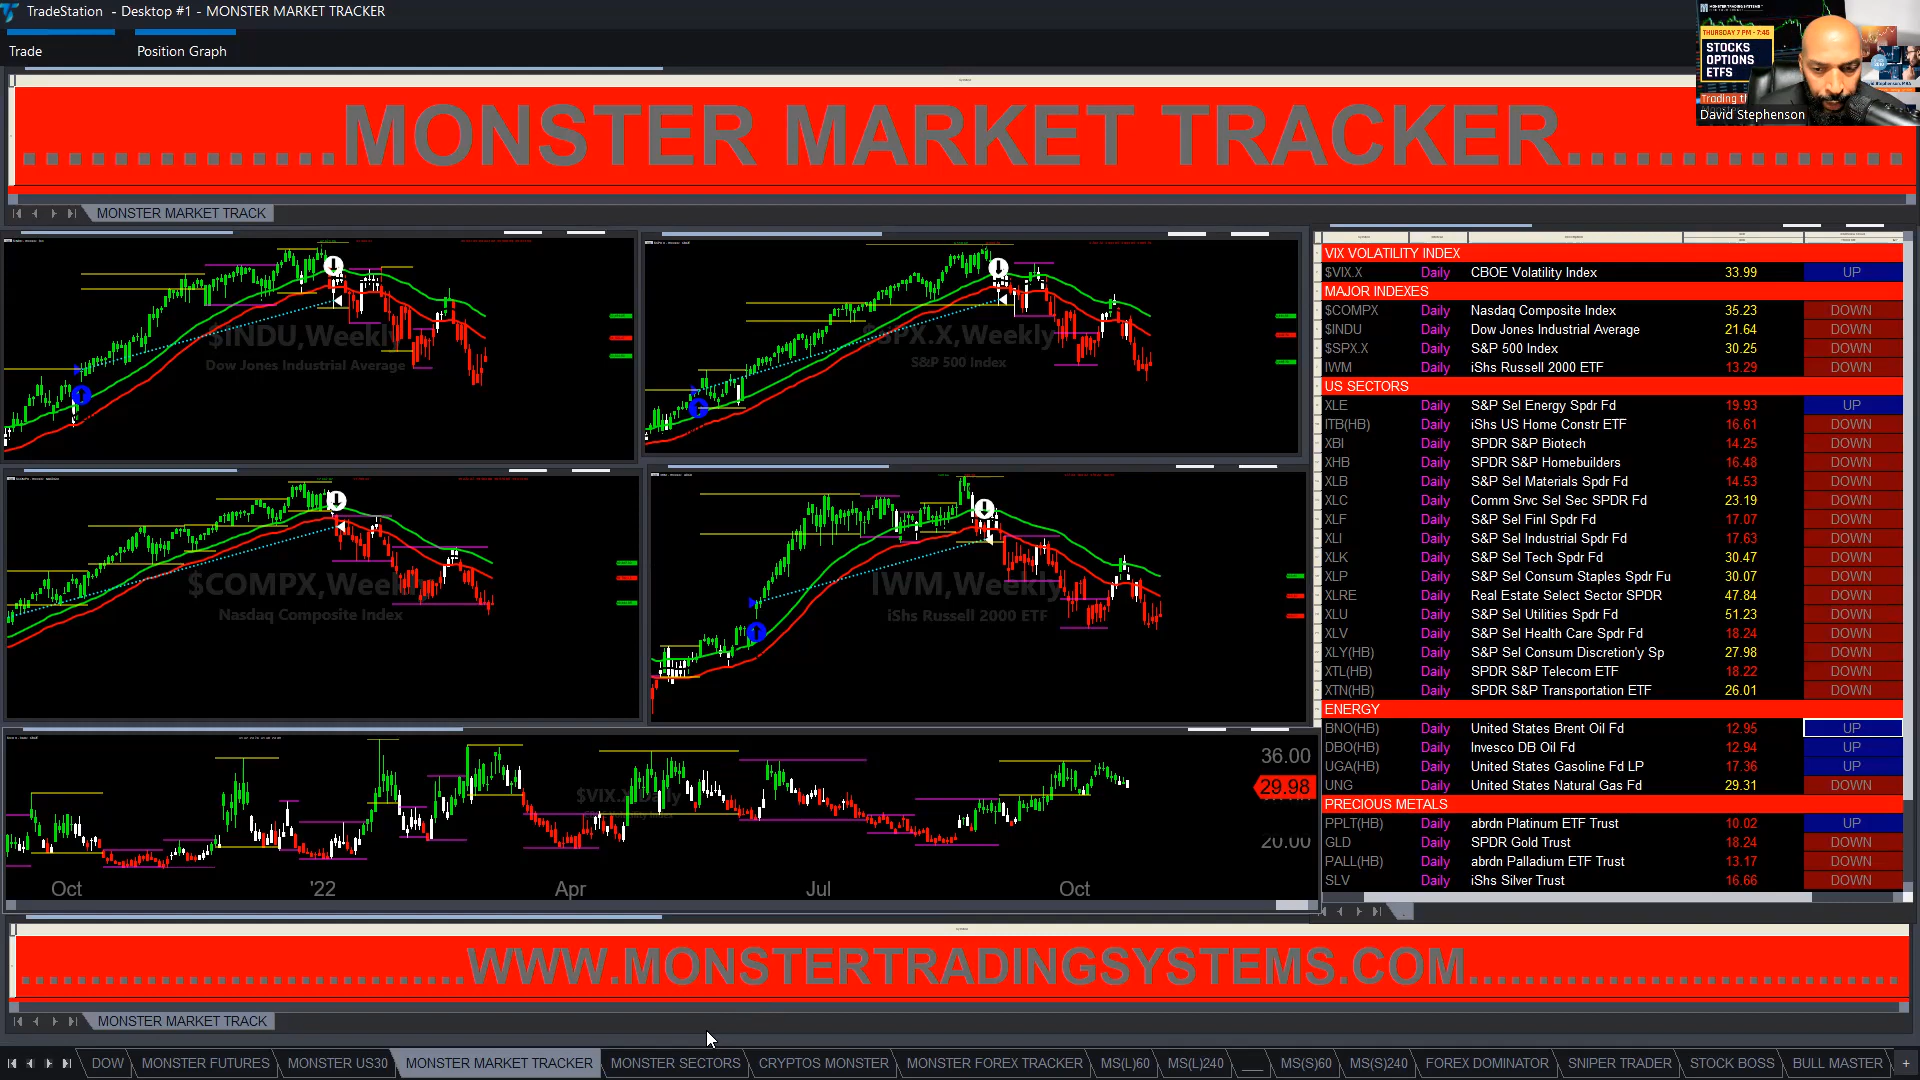 TradeStation - Desktop #1 - MONSTER MARKET TRACKER
Trade Position Graph
THURSDAY 7 PM - 7:45
STOCKS
OPTIONS
ETFS
Trading th
David Stephenson
MONSTER MARKET TRACKER
MONSTER MARKET TRACK
$INDU,Weekly
Dow Jones Industrial Average
$SPX.X,Weekly
S&P 500 Index
$COMPX,Weekly
Nasdaq Composite Index
IWM,Weekly
iShs Russell 2000 ETF
$VIX.X,Daily
36.00
29.98
20.00
Oct '22 Apr Jul Oct
VIX VOLATILITY INDEX
$VIX.X Daily CBOE Volatility Index 33.99 UP
MAJOR INDEXES
$COMPX Daily Nasdaq Composite Index 35.23 DOWN
$INDU Daily Dow Jones Industrial Average 21.64 DOWN
$SPX.X Daily S&P 500 Index 30.25 DOWN
IWM Daily iShs Russell 2000 ETF 13.29 DOWN
US SECTORS
XLE Daily S&P Sel Energy Spdr Fd 19.93 UP
ITB(HB) Daily iShs US Home Constr ETF 16.61 DOWN
XBI Daily SPDR S&P Biotech 14.25 DOWN
XHB Daily SPDR S&P Homebuilders 16.48 DOWN
XLB Daily S&P Sel Materials Spdr Fd 14.53 DOWN
XLC Daily Comm Srvc Sel Sec SPDR Fd 23.19 DOWN
XLF Daily S&P Sel Finl Spdr Fd 17.07 DOWN
XLI Daily S&P Sel Industrial Spdr Fd 17.63 DOWN
XLK Daily S&P Sel Tech Spdr Fd 30.47 DOWN
XLP Daily S&P Sel Consum Staples Spdr Fu 30.07 DOWN
XLRE Daily Real Estate Select Sector SPDR 47.84 DOWN
XLU Daily S&P Sel Utilities Spdr Fd 51.23 DOWN
XLV Daily S&P Sel Health Care Spdr Fd 18.24 DOWN
XLY(HB) Daily S&P Sel Consum Discretion'y Sp 27.98 DOWN
XTL(HB) Daily SPDR S&P Telecom ETF 18.22 DOWN
XTN(HB) Daily SPDR S&P Transportation ETF 26.01 DOWN
ENERGY
BNO(HB) Daily United States Brent Oil Fd 12.95 UP
DBO(HB) Daily Invesco DB Oil Fd 12.94 UP
UGA(HB) Daily United States Gasoline Fd LP 17.36 UP
UNG Daily United States Natural Gas Fd 29.31 DOWN
PRECIOUS METALS
PPLT(HB) Daily abrdn Platinum ETF Trust 10.02 UP
GLD Daily SPDR Gold Trust 18.24 DOWN
PALL(HB) Daily abrdn Palladium ETF Trust 13.17 DOWN
SLV Daily iShs Silver Trust 16.66 DOWN
WWW.MONSTERTRADINGSYSTEMS.COM
MONSTER MARKET TRACK
DOW MONSTER FUTURES MONSTER US30 MONSTER MARKET TRACKER MONSTER SECTORS CRYPTOS MONSTER MONSTER FOREX TRACKER MS(L)60 MS(L)240 ___ MS(S)60 MS(S)240 FOREX DOMINATOR SNIPER TRADER STOCK BOSS BULL MASTER +